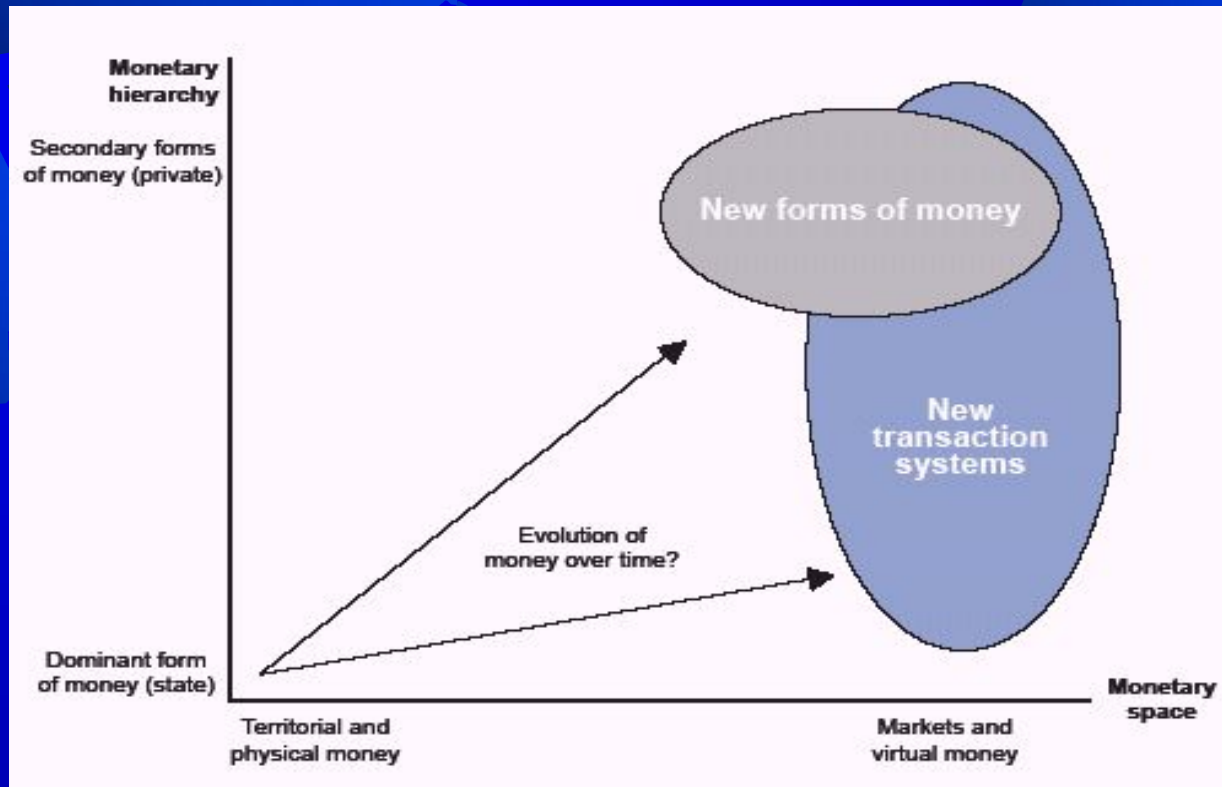 Monetary
hierarchy
Secondary forms
of money (private)
New forms of money
New
transaction
systems
Evolution of
money over time?
Dominant form
of money (state)
Monetary
space
Territorial and
physical money
Markets and
virtual money